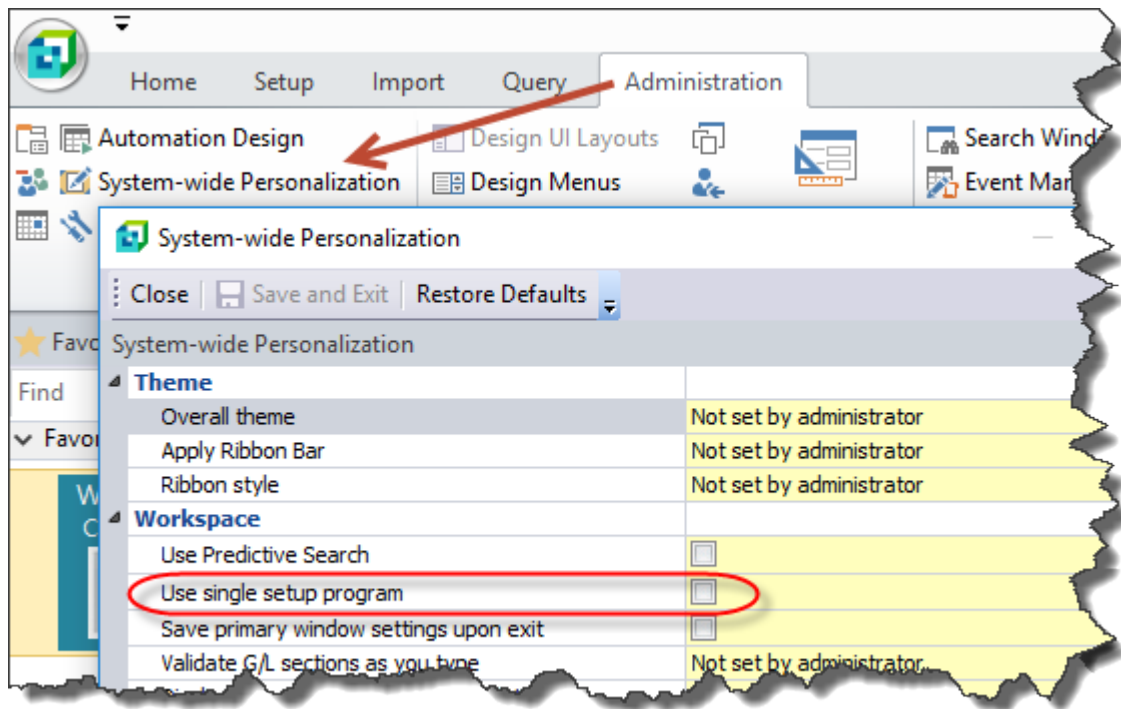 Home Setup Import Query Administration
Automation Design Design UI Layouts Search
System-wide Personalization Design Menus Event
System-wide Personalization
Close Save and Exit Restore Defaults
System-wide Personalization
Find
Theme
Overall theme Not set by administrator
Apply Ribbon Bar Not set by administrator
Ribbon style Not set by administrator
Workspace
Use Predictive Search
Use single setup program
Save primary window settings upon exit
Validate G/L sections as you type Not set by administrator